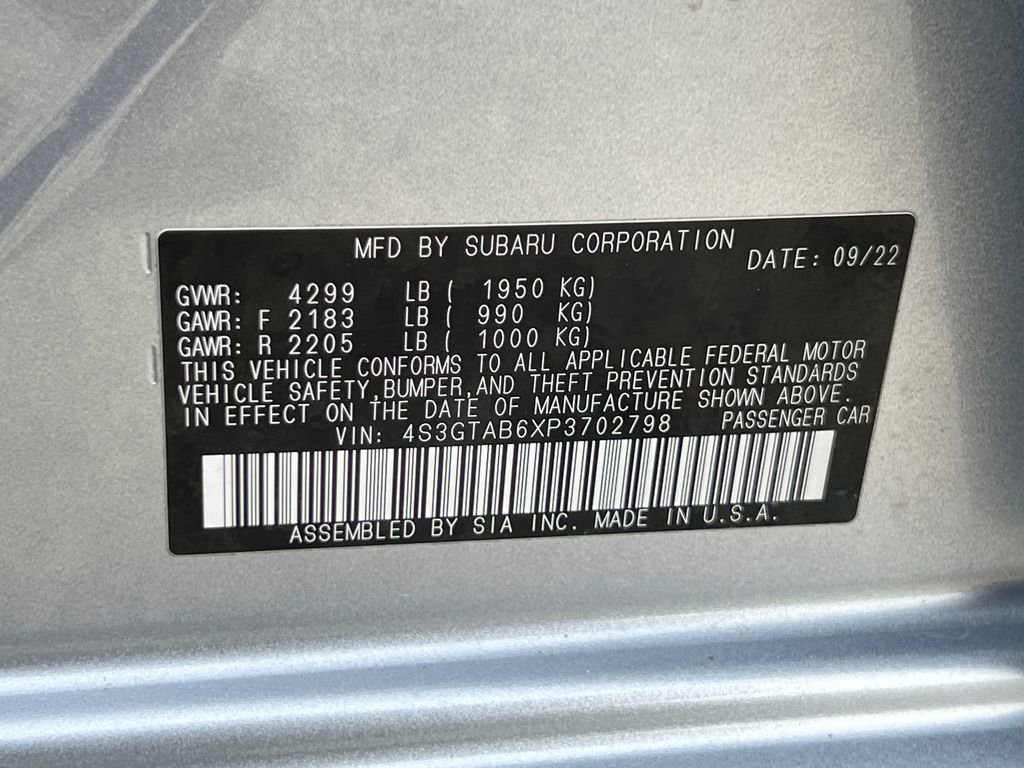 MFD BY SUBARU CORPORATION
DATE: 09/22
GVWR: 4299 LB ( 1950 KG)
GAWR: F 2183 LB ( 990 KG)
GAWR: R 2205 LB ( 1000 KG)
THIS VEHICLE CONFORMS TO ALL APPLICABLE FEDERAL MOTOR
VEHICLE SAFETY,BUMPER,AND THEFT PREVENTION STANDARDS
IN EFFECT ON THE DATE OF MANUFACTURE SHOWN ABOVE.
VIN: 4S3GTAB6XP3702798 PASSENGER CAR
ASSEMBLED BY SIA INC. MADE IN U.S.A.